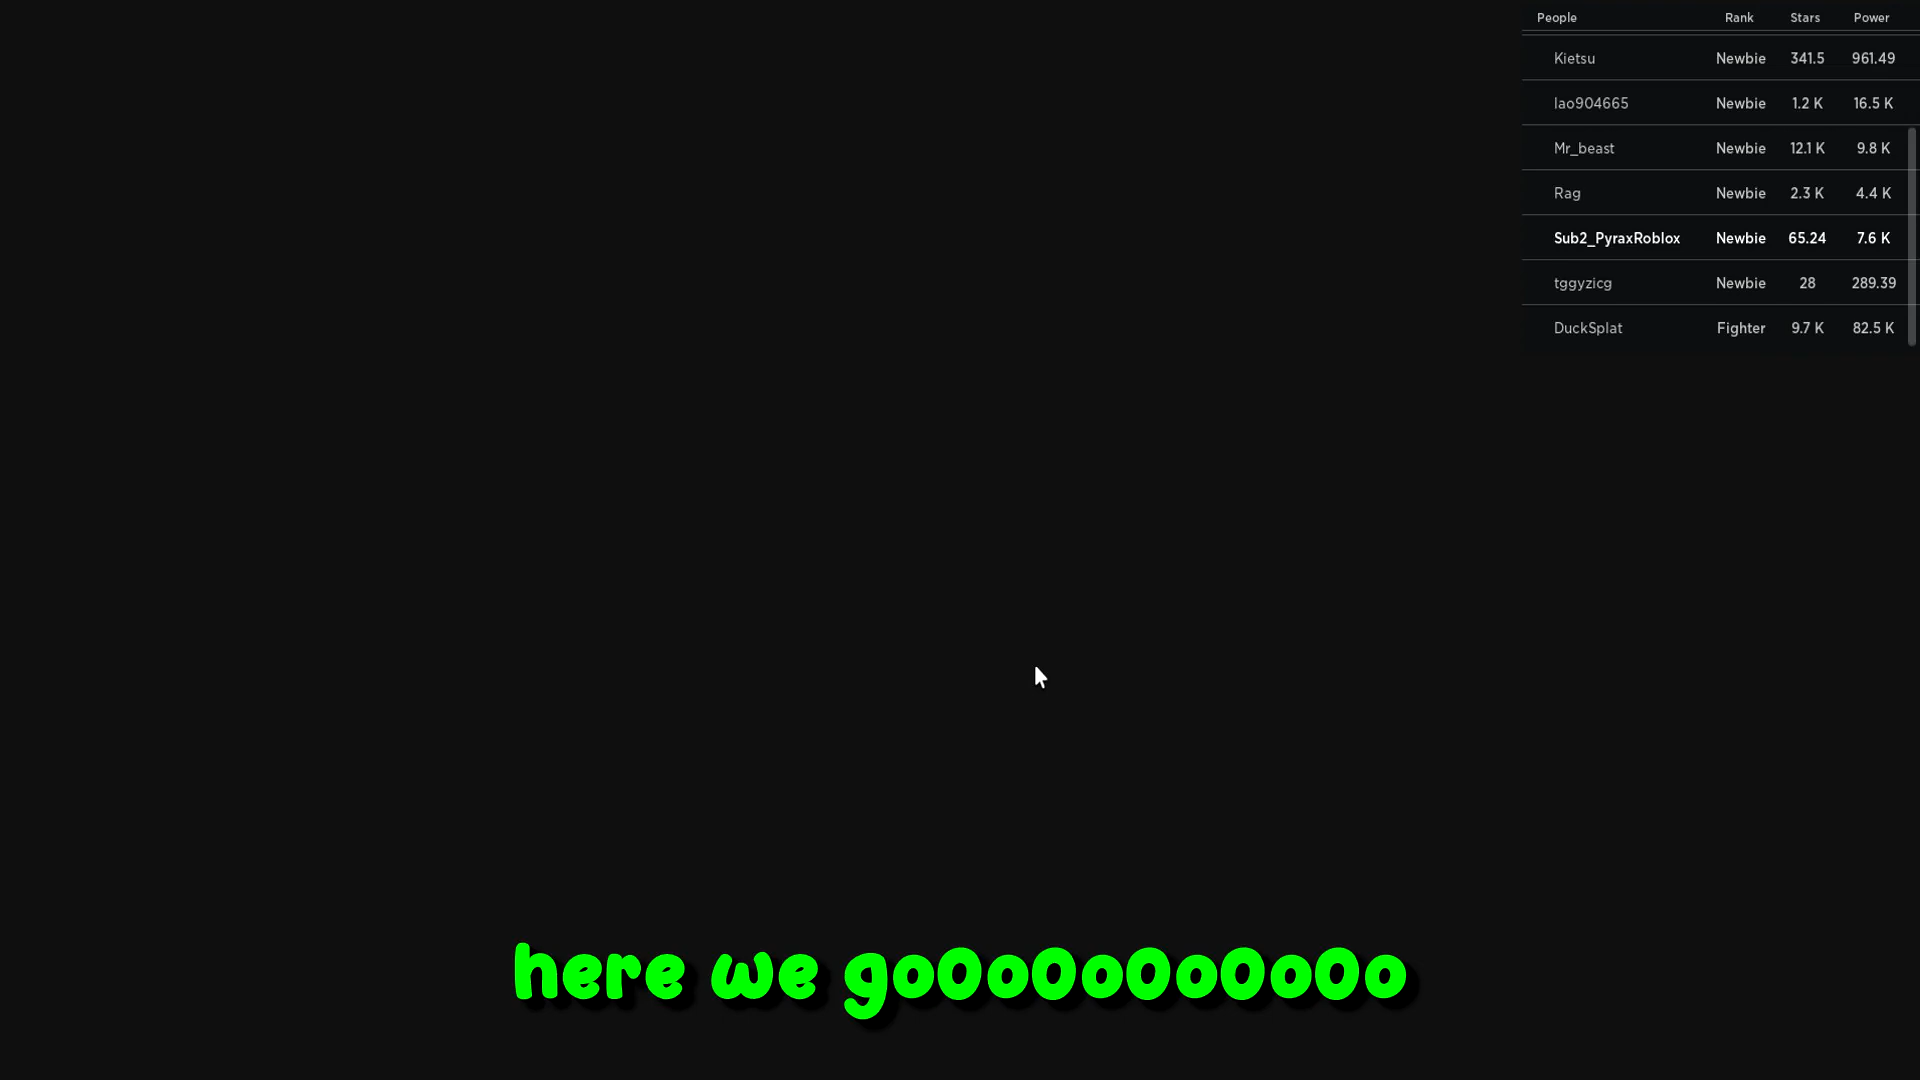 People Rank Stars Power
Kietsu Newbie 341.5 961.49
lao904665 Newbie 1.2 K 16.5 K
Mr_beast Newbie 12.1 K 9.8 K
Rag Newbie 2.3 K 4.4 K
Sub2_PyraxRoblox Newbie 65.24 7.6 K
tggyzicg Newbie 28 289.39
DuckSplat Fighter 9.7 K 82.5 K
here we goOoOoOoOoOo